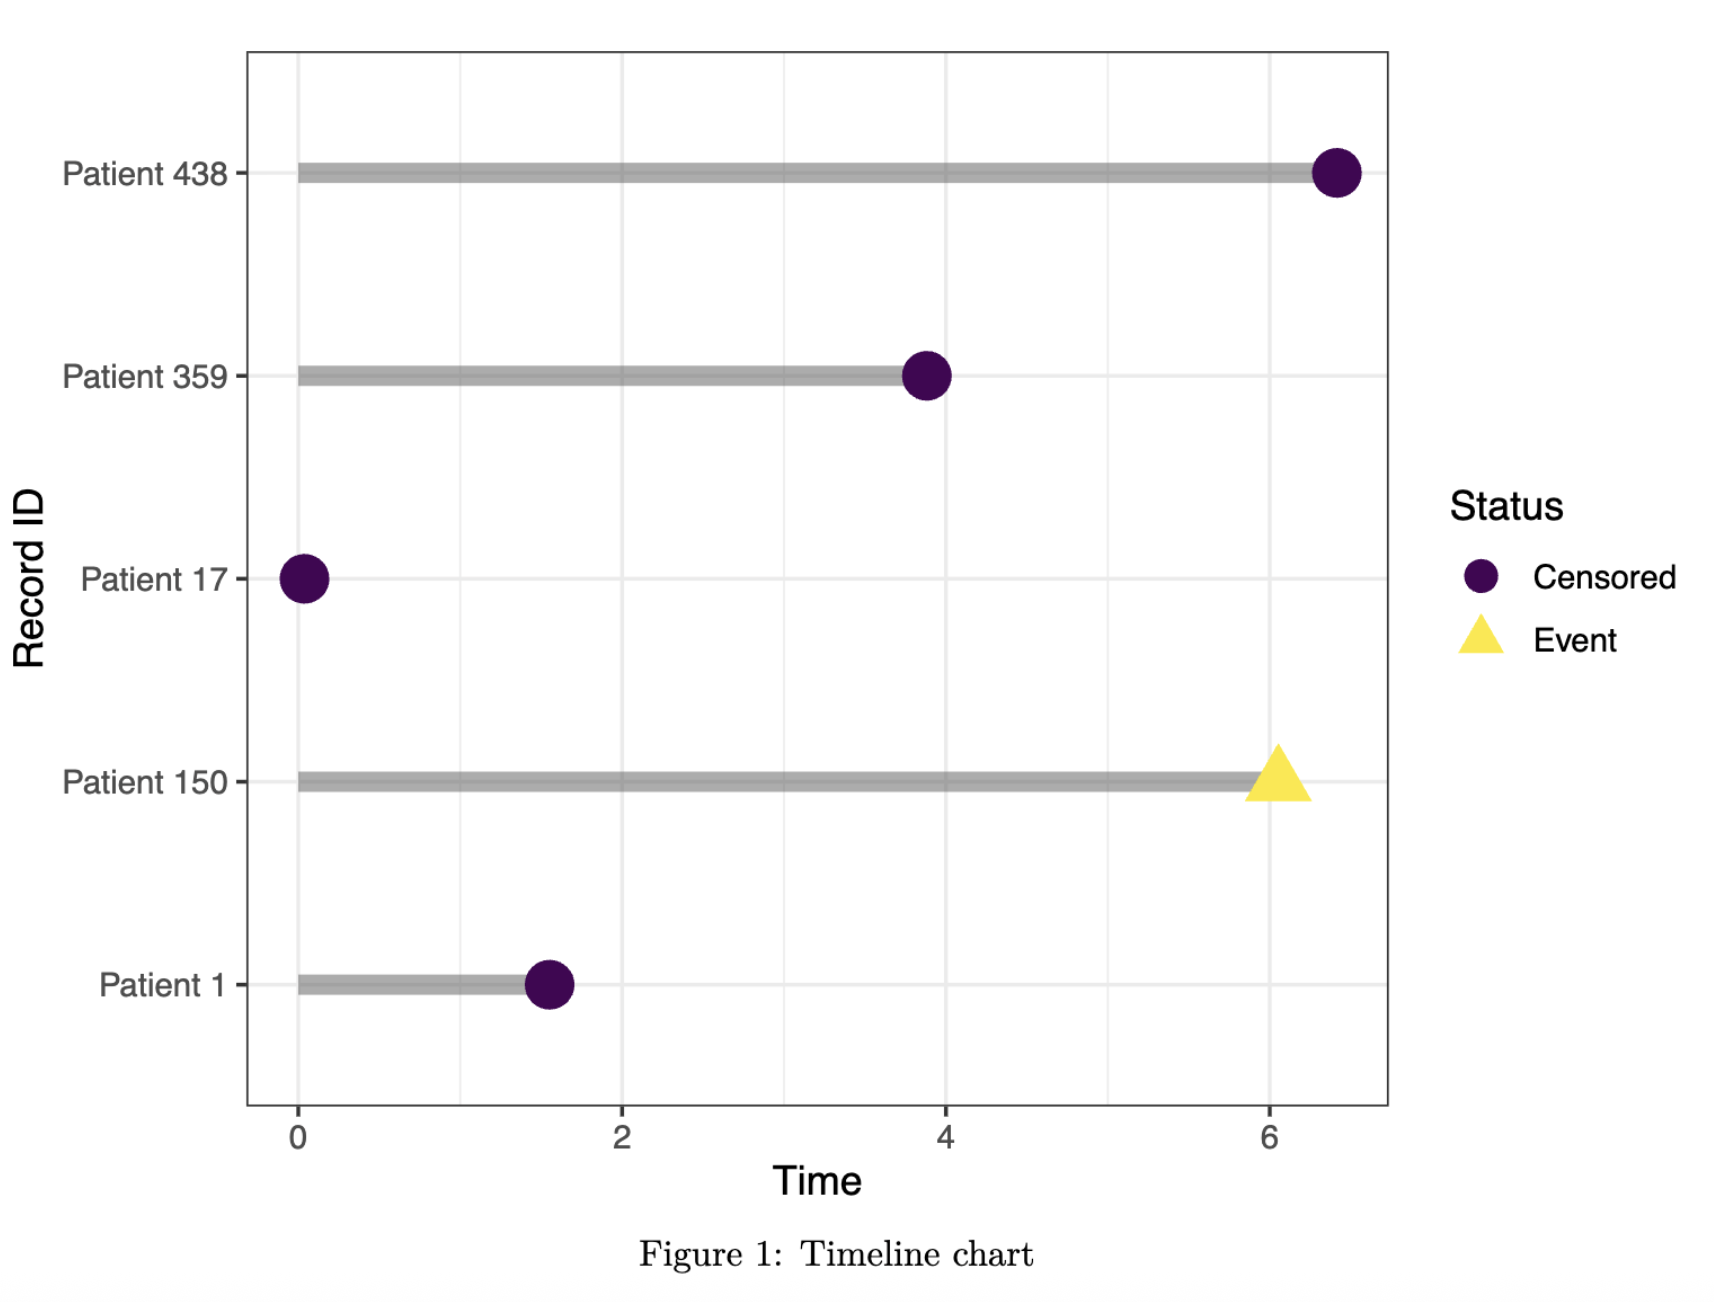 Patient 438
Patient 359
Patient 17
Patient 150
Patient 1
Record ID
0 2 4 6
Time
Status
Censored
Event
Figure 1: Timeline chart